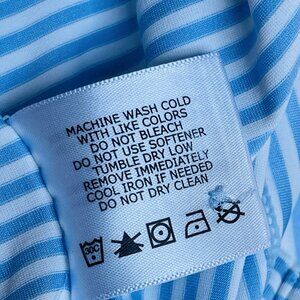 MACHINE WASH COLD
WITH LIKE COLORS
DO NOT BLEACH
DO NOT USE SOFTENER
TUMBLE DRY LOW
REMOVE IMMEDIATELY
COOL IRON IF NEEDED
DO NOT DRY CLEAN